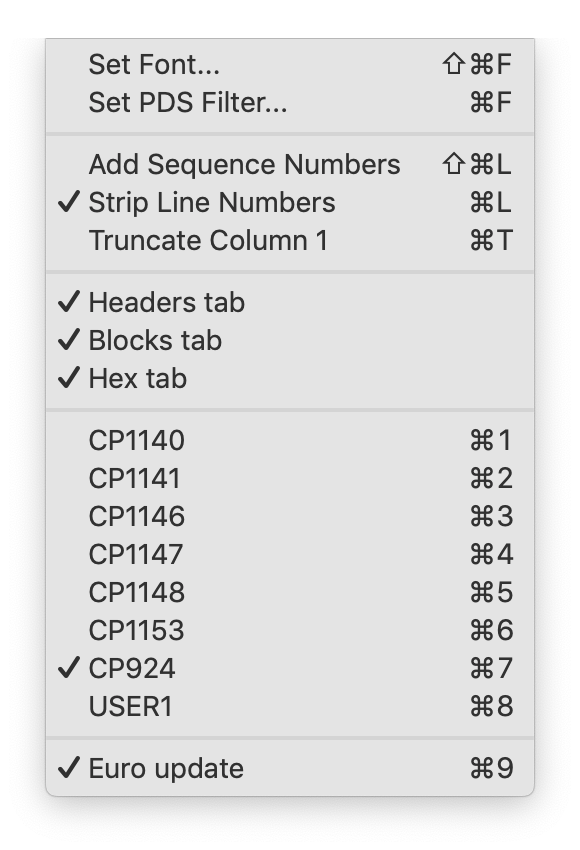 Set Font... ⇧⌘F
Set PDS Filter... ⌘F
Add Sequence Numbers ⇧⌘L
✓ Strip Line Numbers ⌘L
Truncate Column 1 ⌘T
✓ Headers tab
✓ Blocks tab
✓ Hex tab
CP1140 ⌘1
CP1141 ⌘2
CP1146 ⌘3
CP1147 ⌘4
CP1148 ⌘5
CP1153 ⌘6
✓ CP924 ⌘7
USER1 ⌘8
✓ Euro update ⌘9